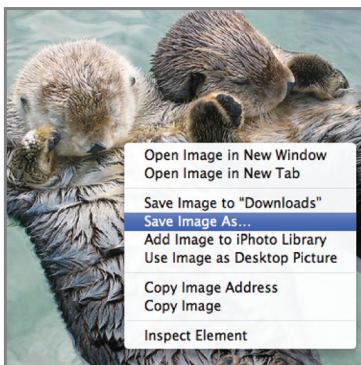 Open Image in New Window
Open Image in New Tab
Save Image to “Downloads”
Save Image As...
Add Image to iPhoto Library
Use Image as Desktop Picture
Copy Image Address
Copy Image
Inspect Element